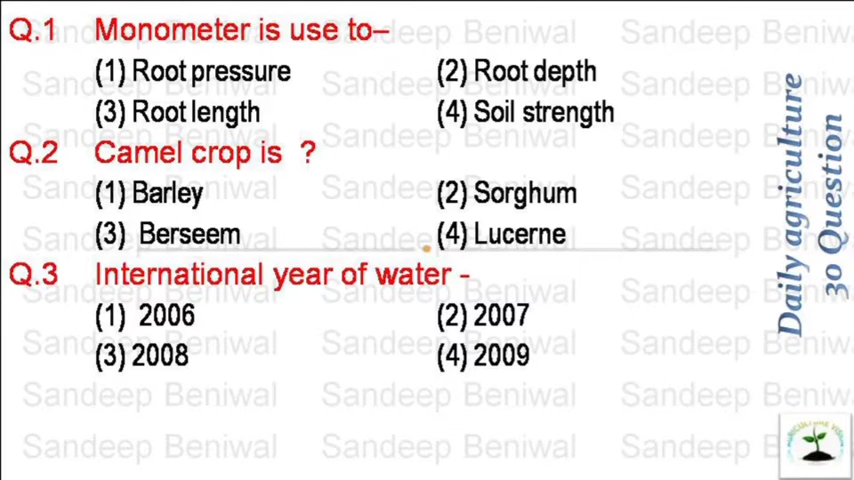 Q.1 Monometer is use to–
(1) Root pressure (2) Root depth
(3) Root length (4) Soil strength
Q.2 Camel crop is ?
(1) Barley (2) Sorghum
(3) Berseem (4) Lucerne
Q.3 International year of water -
(1) 2006 (2) 2007
(3) 2008 (4) 2009
Daily agriculture
30 Question
Sandeep Beniwal